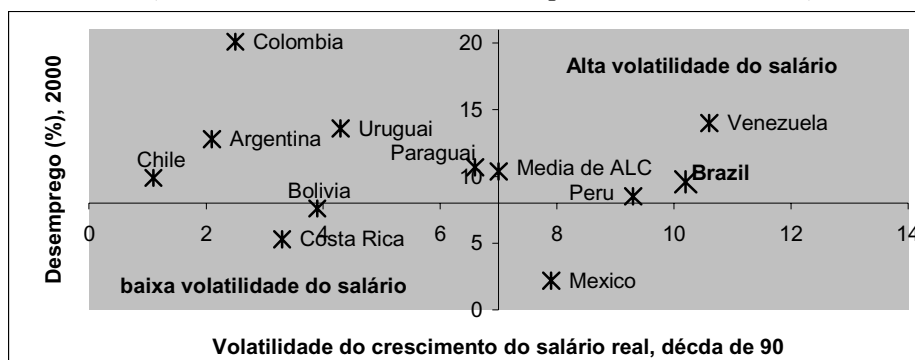 Desemprego (%), 2000
20
Colombia
Alta volatilidade do salário
15
Venezuela
Uruguai
Argentina
Paraguai
Chile
Media de ALC
Brazil
10
Bolivia
Peru
0 2 4 6 8 10 12 14
5
Costa Rica
baixa volatilidade do salário
Mexico
0
Volatilidade do crescimento do salário real, décda de 90